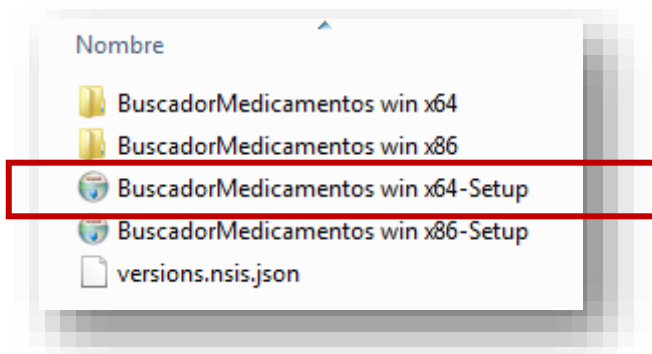 Nombre
BuscadorMedicamentos win x64
BuscadorMedicamentos win x86
BuscadorMedicamentos win x64-Setup
BuscadorMedicamentos win x86-Setup
versions.nsis.json